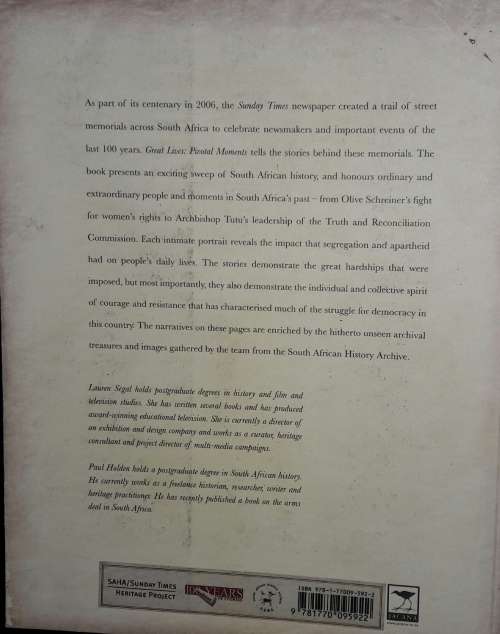 As part of its centenary in 2006, the Sunday Times newspaper created a trail of street
memorials across South Africa to celebrate newsmakers and important events of the
last 100 years. Great Lives: Pivotal Moments tells the stories behind these memorials. The
book presents an exciting sweep of South African history, and honours ordinary and
extraordinary people and moments in South Africa's past – from Olive Schreiner's fight
for women's rights to Archbishop Tutu's leadership of the Truth and Reconciliation
Commission. Each intimate portrait reveals the impact that segregation and apartheid
had on people's daily lives. The stories demonstrate the great hardships that were
imposed, but most importantly, they also demonstrate the individual and collective spirit
of courage and resistance that has characterised much of the struggle for democracy in
this country. The narratives on these pages are enriched by the hitherto unseen archival
treasures and images gathered by the team from the South African History Archive.
Lauren Segal holds postgraduate degrees in history and film and
television studies. She has written several books and has produced
award-winning educational television. She is currently a director of
an exhibition and design company and works as a curator, heritage
consultant and project director of multi-media campaigns.
Paul Holden holds a postgraduate degree in South African history.
He currently works as a freelance historian, researcher, writer and
heritage practitioner. He has recently published a book on the arms
deal in South Africa.
SAHA/SUNDAY TIMES
HERITAGE PROJECT
100 YEARS
ISBN 978-1-77009-592-2
9 781770 095922
JACANA